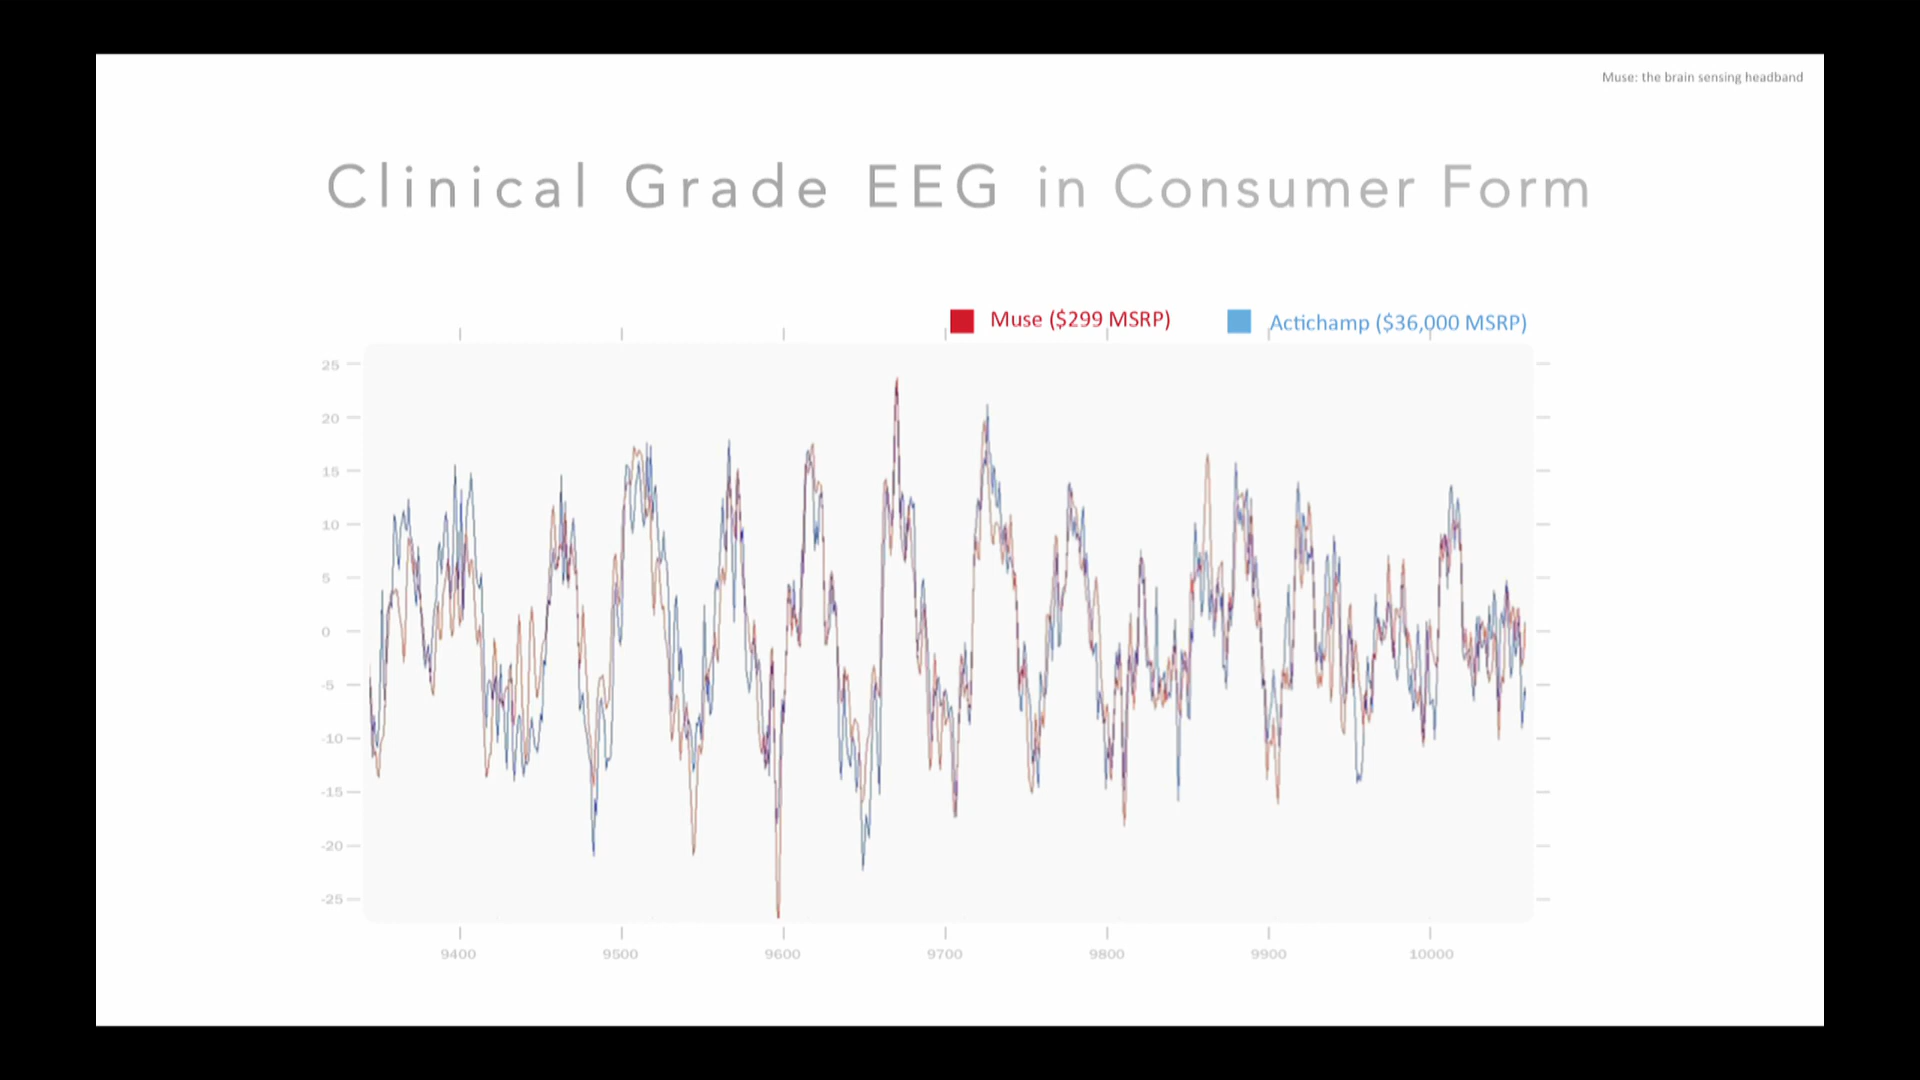 Muse: the brain sensing headband
Clinical Grade EEG in Consumer Form
Muse ($299 MSRP)
Actichamp ($36,000 MSRP)
25
20
15
10
5
0
-5
-10
-15
-20
-25
9400 9500 9600 9700 9800 9900 10000